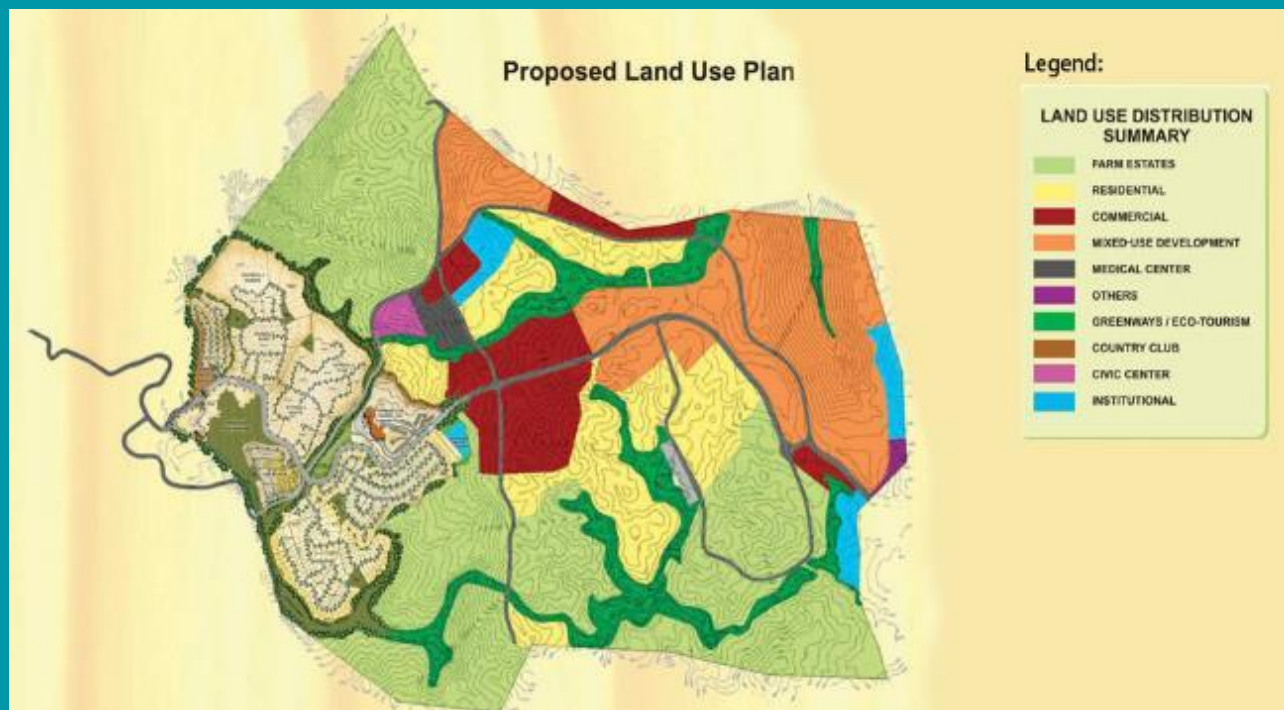 Proposed Land Use Plan
Legend:
LAND USE DISTRIBUTION
SUMMARY
FARM ESTATES
RESIDENTIAL
COMMERCIAL
MIXED-USE DEVELOPMENT
MEDICAL CENTER
OTHERS
GREENWAYS / ECO-TOURISM
COUNTRY CLUB
CIVIC CENTER
INSTITUTIONAL